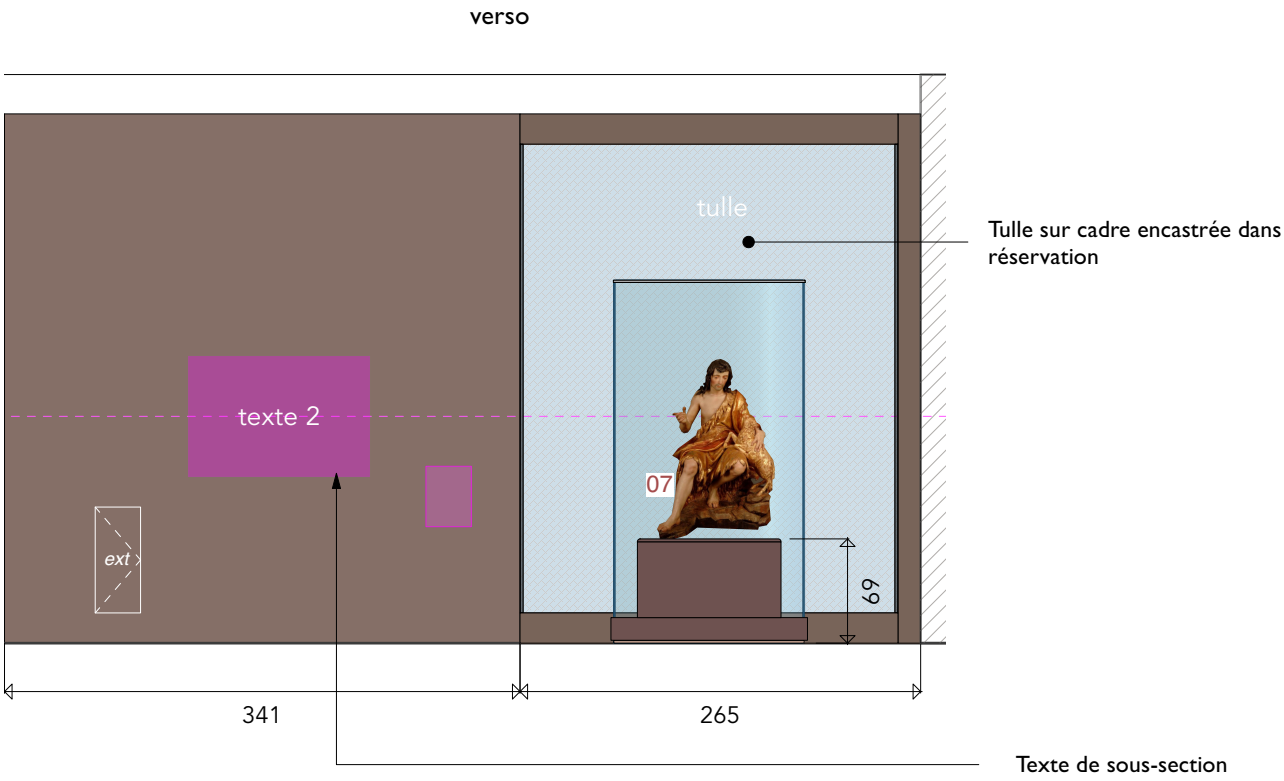 verso
tulle
Tulle sur cadre encastrée dans
réservation
texte 2
07
ext
69
341
265
Texte de sous-section